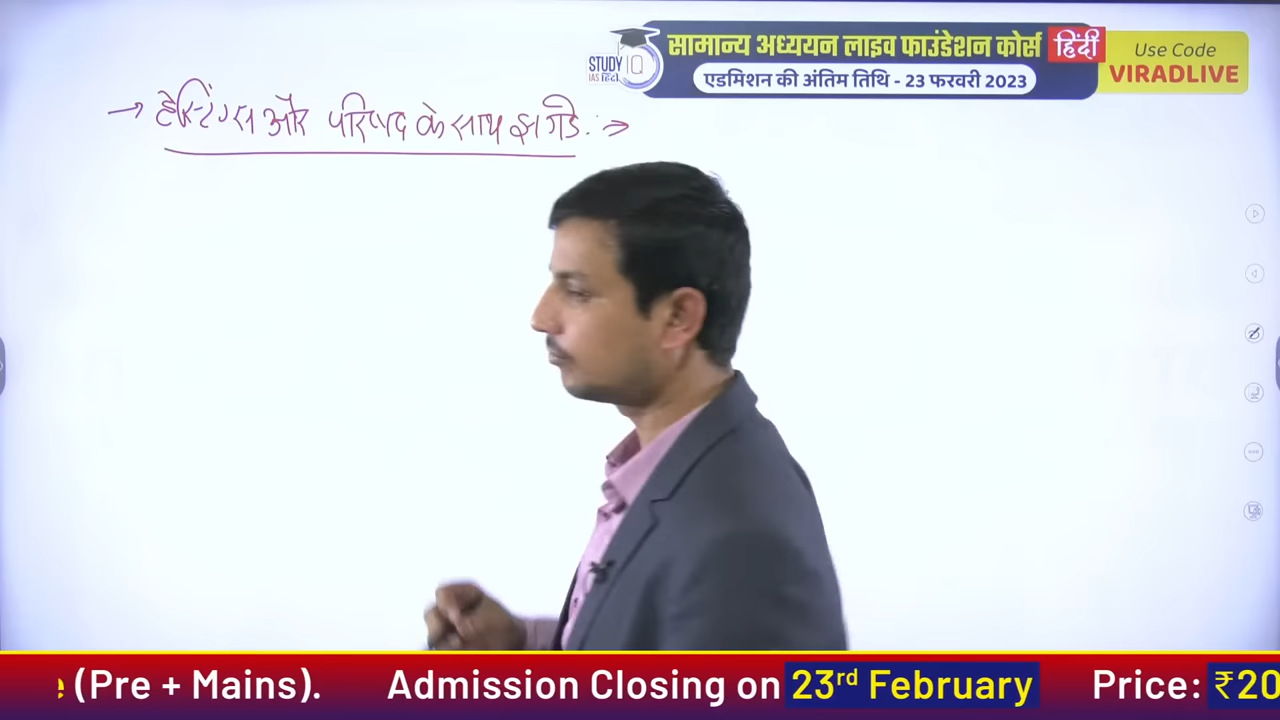 STUDY IQ
IAS हिंदी
सामान्य अध्ययन लाइव फाउंडेशन कोर्स हिंदी
एडमिशन की अंतिम तिथि - 23 फरवरी 2023
Use Code
VIRADLIVE
→ हेस्टिंग्स और परिषद के साथ झगडे :⇒
(Pre + Mains). Admission Closing on 23rd February Price: ₹20